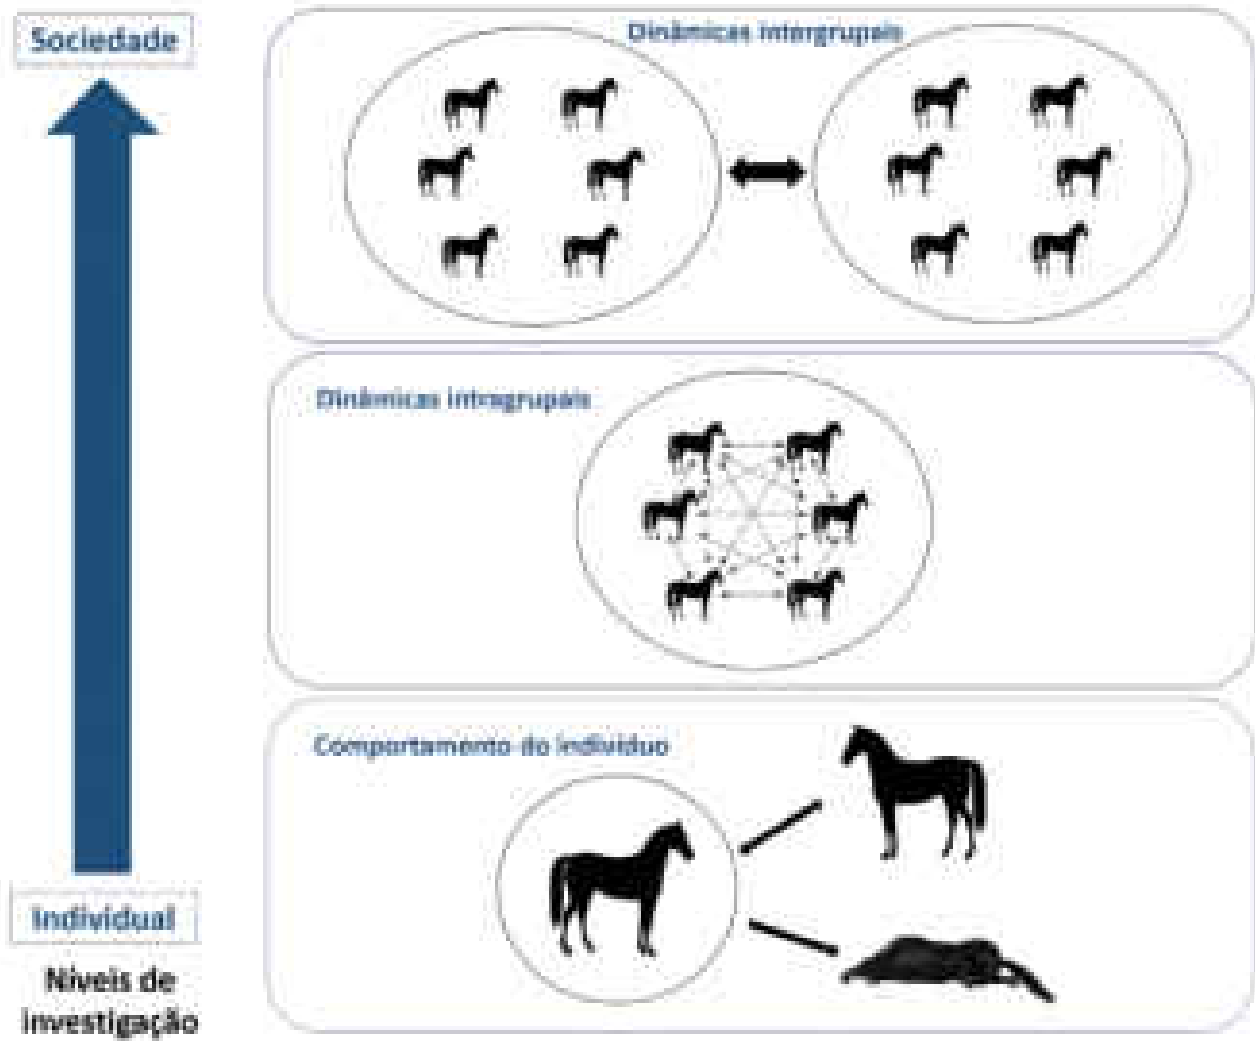 Sociedade
Dinâmicas intergrupais
Dinâmicas intragrupais
Comportamento do indivíduo
Individual
Níveis de
investigação